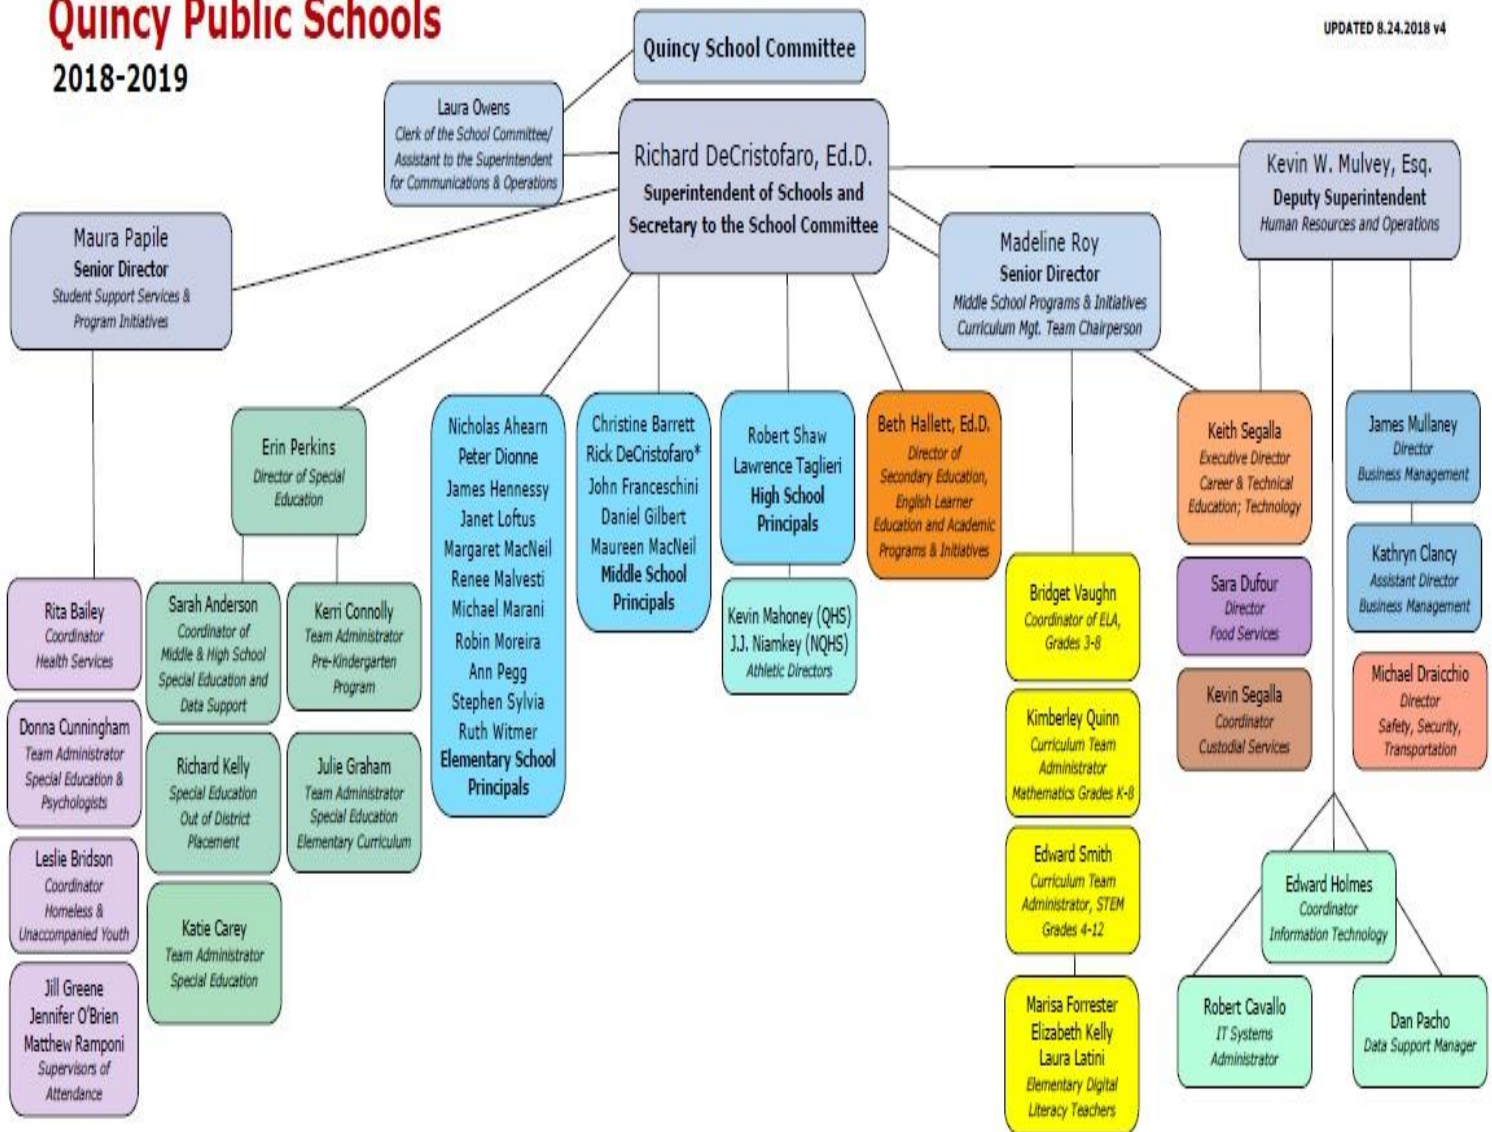 Quincy Public Schools
2018-2019
UPDATED 8.24.2018 v4
Quincy School Committee
Laura Owens
Clerk of the School Committee/
Assistant to the Superintendent
for Communications & Operations
Richard DeCristofaro, Ed.D.
Superintendent of Schools and
Secretary to the School Committee
Kevin W. Mulvey, Esq.
Deputy Superintendent
Human Resources and Operations
Maura Papile
Senior Director
Student Support Services &
Program Initiatives
Madeline Roy
Senior Director
Middle School Programs & Initiatives
Curriculum Mgt. Team Chairperson
Erin Perkins
Director of Special
Education
Nicholas Ahearn
Peter Dionne
James Hennessy
Janet Loftus
Margaret MacNeil
Renee Malvesti
Michael Marani
Robin Moreira
Ann Pegg
Stephen Sylvia
Ruth Witmer
Elementary School
Principals
Christine Barrett
Rick DeCristofaro*
John Franceschini
Daniel Gilbert
Maureen MacNeil
Middle School
Principals
Robert Shaw
Lawrence Taglieri
High School
Principals
Kevin Mahoney (QHS)
J.J. Niamkey (NQHS)
Athletic Directors
Beth Hallett, Ed.D.
Director of
Secondary Education,
English Learner
Education and Academic
Programs & Initiatives
Keith Segalla
Executive Director
Career & Technical
Education; Technology
James Mullaney
Director
Business Management
Kathryn Clancy
Assistant Director
Business Management
Sara Dufour
Director
Food Services
Kevin Segalla
Coordinator
Custodial Services
Michael Draicchio
Director
Safety, Security,
Transportation
Rita Bailey
Coordinator
Health Services
Donna Cunningham
Team Administrator
Special Education &
Psychologists
Leslie Bridson
Coordinator
Homeless &
Unaccompanied Youth
Jill Greene
Jennifer O'Brien
Matthew Ramponi
Supervisors of
Attendance
Sarah Anderson
Coordinator of
Middle & High School
Special Education and
Data Support
Richard Kelly
Special Education
Out of District
Placement
Katie Carey
Team Administrator
Special Education
Kerri Connolly
Team Administrator
Pre-Kindergarten
Program
Julie Graham
Team Administrator
Special Education
Elementary Curriculum
Bridget Vaughn
Coordinator of ELA,
Grades 3-8
Kimberley Quinn
Curriculum Team
Administrator
Mathematics Grades K-8
Edward Smith
Curriculum Team
Administrator, STEM
Grades 4-12
Marisa Forrester
Elizabeth Kelly
Laura Latini
Elementary Digital
Literacy Teachers
Edward Holmes
Coordinator
Information Technology
Robert Cavallo
IT Systems
Administrator
Dan Pacho
Data Support Manager